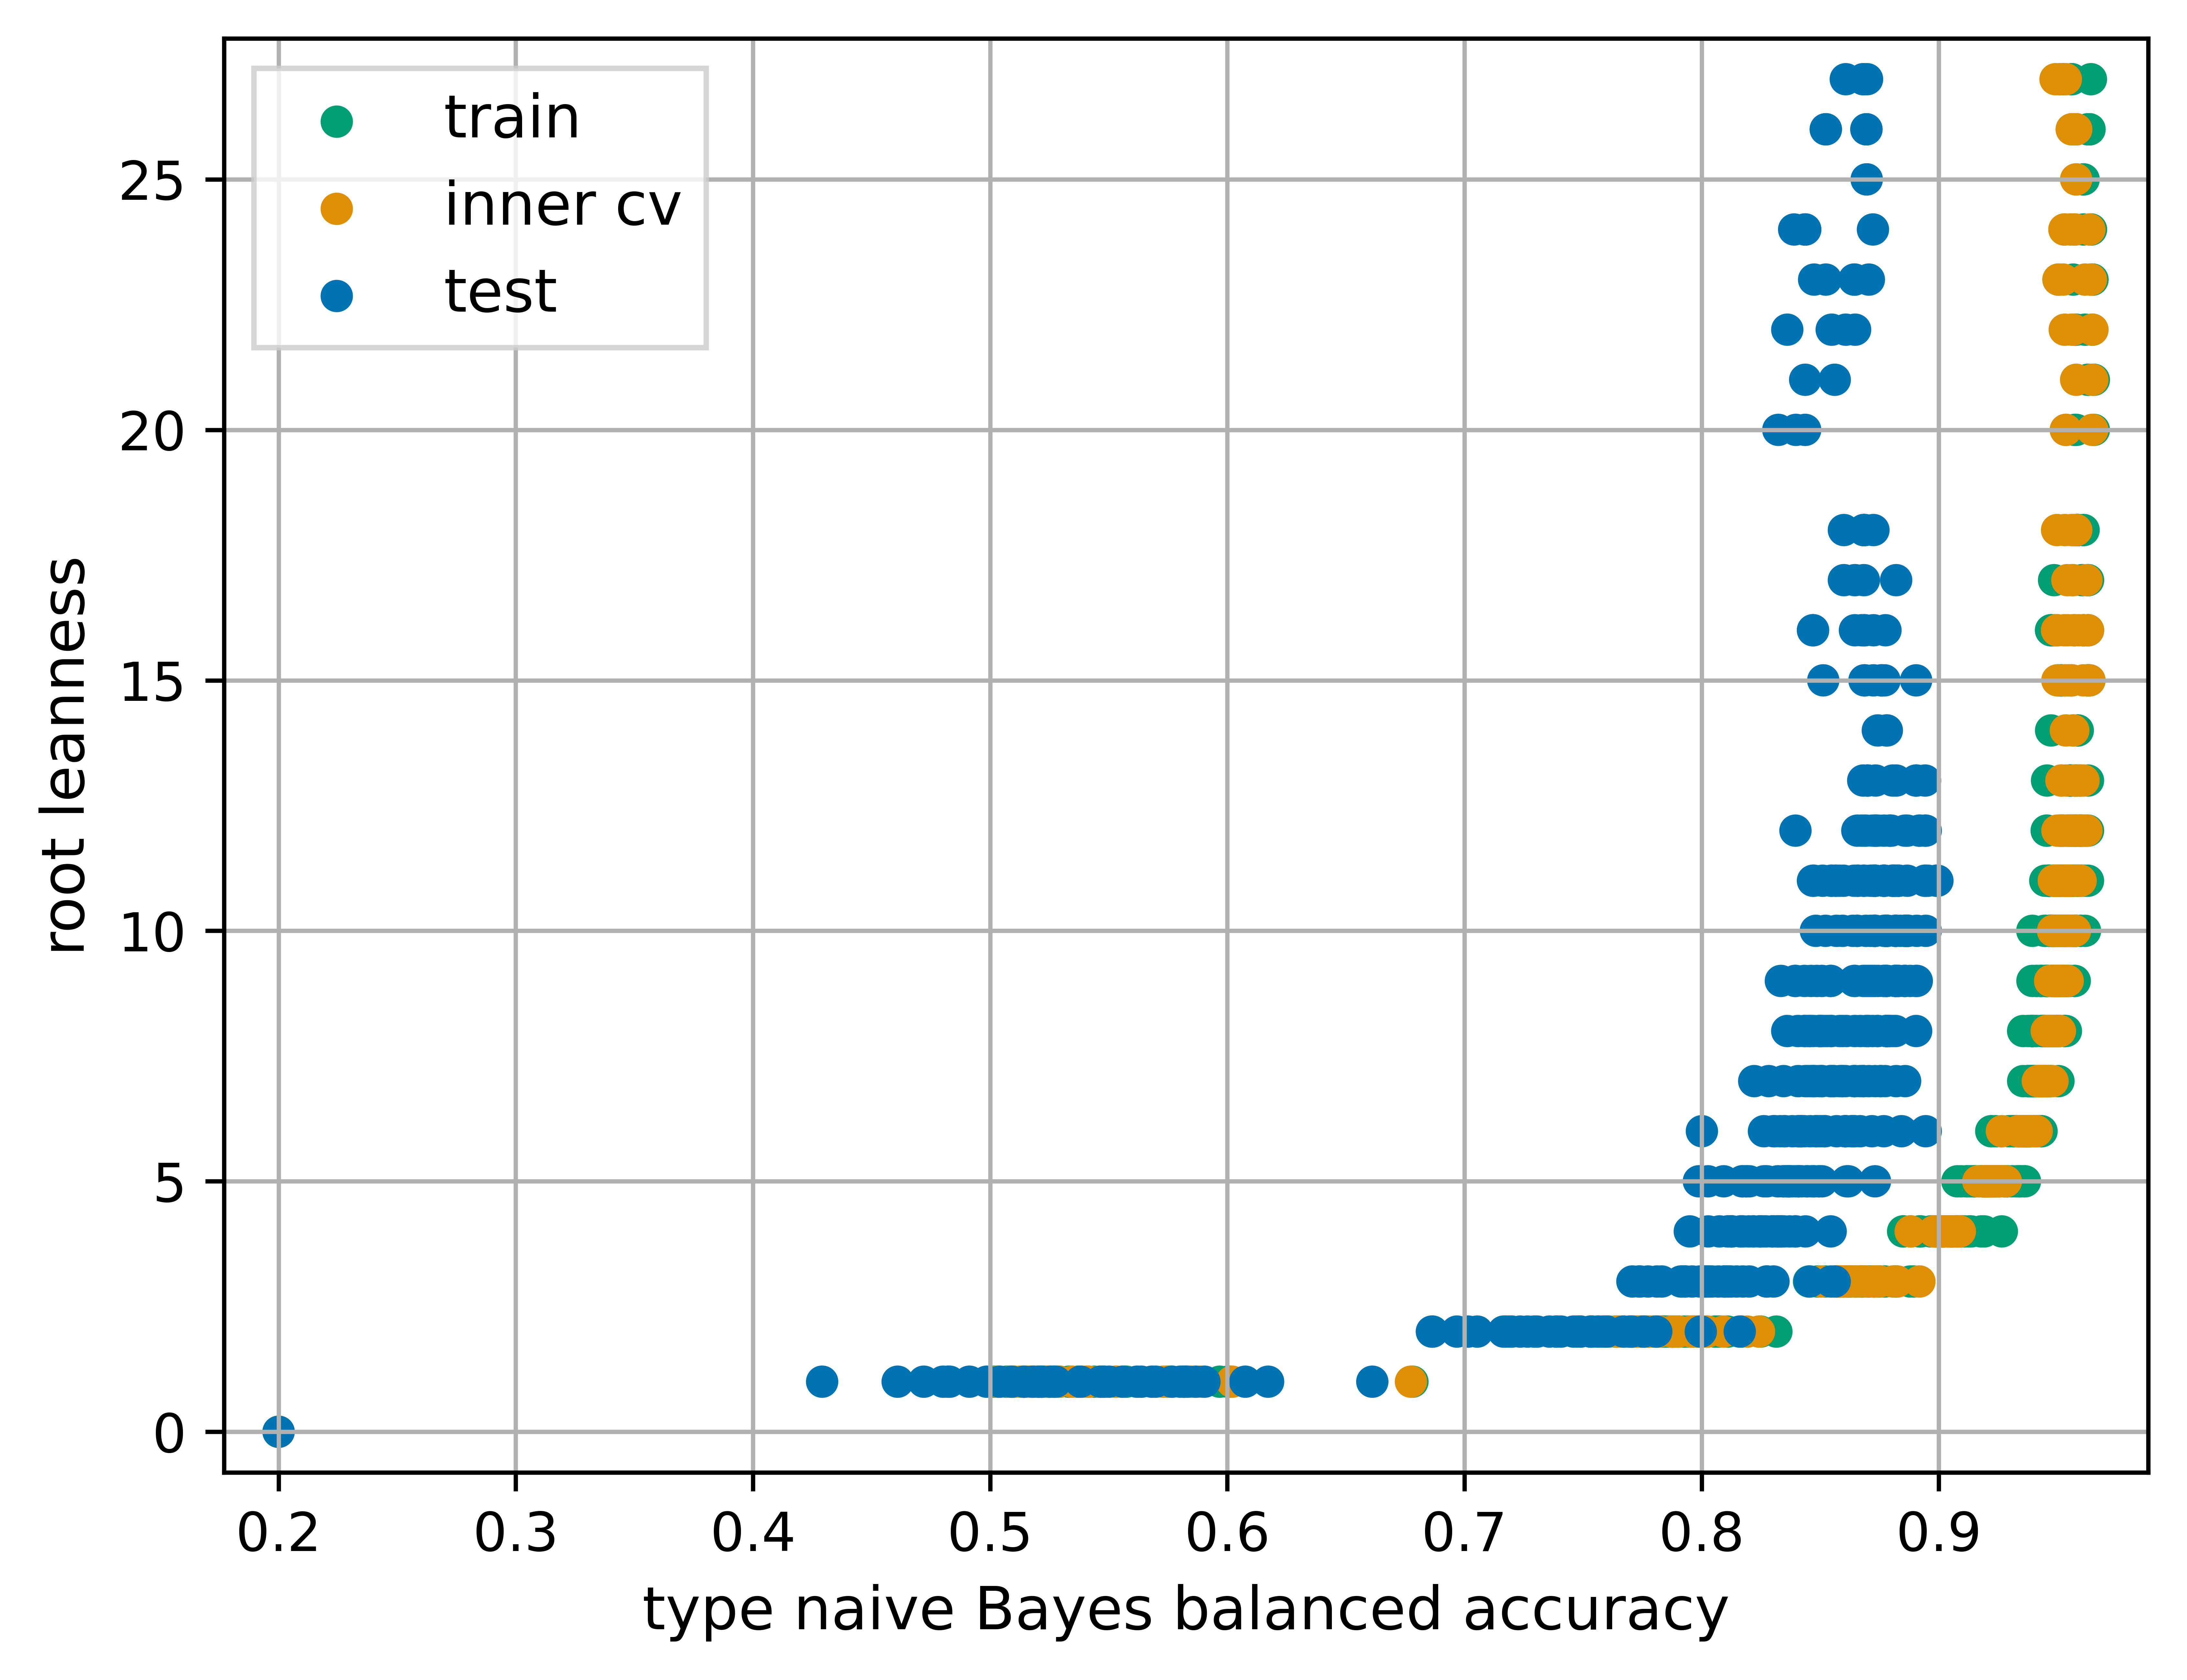 train
inner cv
test
25
20
15
10
5
0
root leanness
0.2 0.3 0.4 0.5 0.6 0.7 0.8 0.9
type naive Bayes balanced accuracy